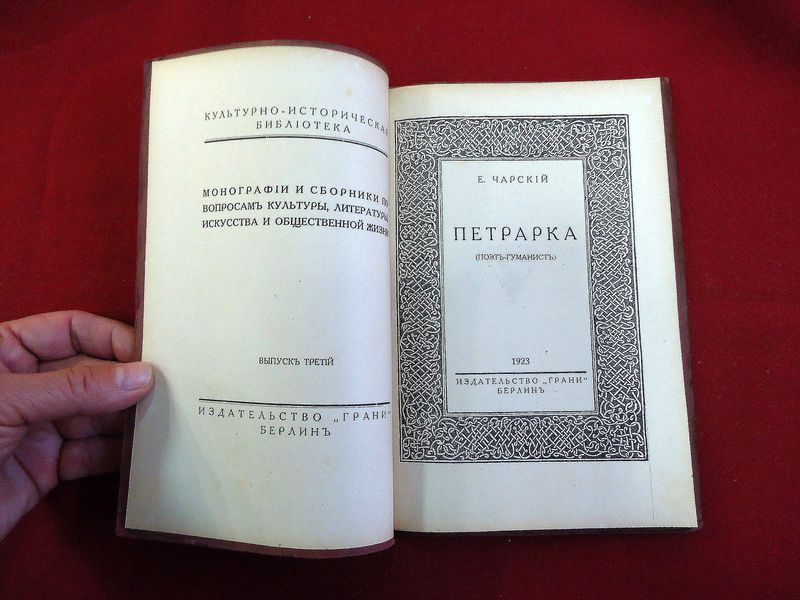 КУЛЬТУРНО-ИСТОРИЧЕСКАЯ
БИБЛІОТЕКА
МОНОГРАФІИ И СБОРНИКИ ПО
ВОПРОСАМЪ КУЛЬТУРЫ, ЛИТЕРАТУРЫ,
ИСКУССТВА И ОБЩЕСТВЕННОЙ ЖИЗНИ
ВЫПУСКЪ ТРЕТІЙ
ИЗДАТЕЛЬСТВО „ГРАНИ“
БЕРЛИНЪ
Е. ЧАРСКІЙ
ПЕТРАРКА
(ПОЭТЪ-ГУМАНИСТЪ)
1923
ИЗДАТЕЛЬСТВО „ГРАНИ“
БЕРЛИНЪ